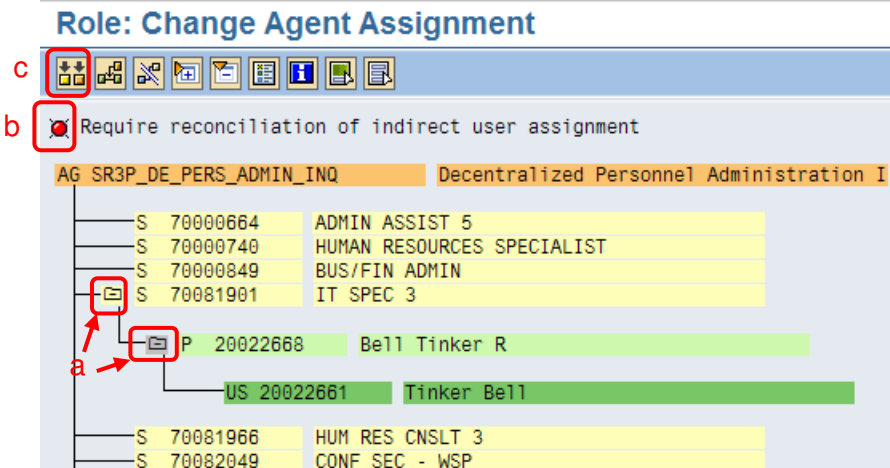 Role: Change Agent Assignment
c
b Require reconciliation of indirect user assignment
AG SR3P_DE_PERS_ADMIN_INQ Decentralized Personnel Administration I
S 70000664 ADMIN ASSIST 5
S 70000740 HUMAN RESOURCES SPECIALIST
S 70000849 BUS/FIN ADMIN
S 70081901 IT SPEC 3
P 20022668 Bell Tinker R
a
US 20022661 Tinker Bell
S 70081966 HUM RES CNSLT 3
S 70082049 CONF SEC - WSP